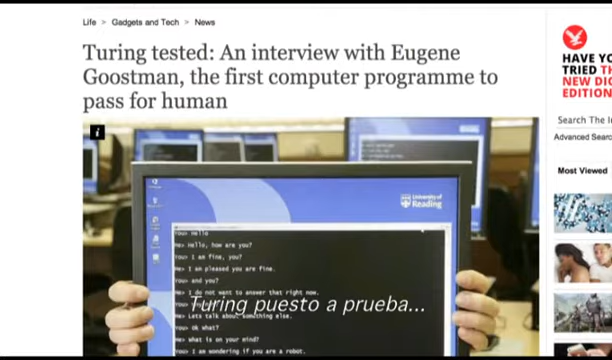 Life > Gadgets and Tech > News
Turing tested: An interview with Eugene
Goostman, the first computer programme to
pass for human
HAVE YO
TRIED TH
NEW DIG
EDITION
Search The In
Advanced Searc
Most Viewed
i
University of
Reading
You> Hello
Me> Hello, how are you?
You> I am fine, you?
Me> I am pleased you are fine.
You> and you?
Me> I do not want to answer that right now.
Turing puesto a prueba...
Me> Lets talk about something else.
You> Ok what?
Me> what is on your mind?
You> I am wondering if you are a robot.